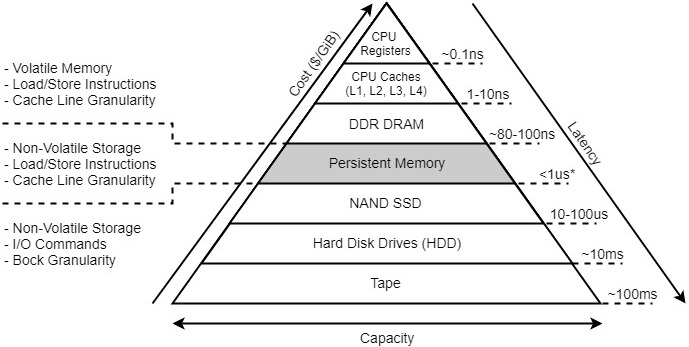 CPU
Registers
~0.1ns
Cost ($/GiB)
- Volatile Memory
- Load/Store Instructions
- Cache Line Granularity
CPU Caches
(L1, L2, L3, L4)
1-10ns
Latency
DDR DRAM
~80-100ns
- Non-Volatile Storage
- Load/Store Instructions
- Cache Line Granularity
Persistent Memory
<1us*
NAND SSD
10-100us
- Non-Volatile Storage
- I/O Commands
- Bock Granularity
Hard Disk Drives (HDD)
~10ms
Tape
~100ms
Capacity